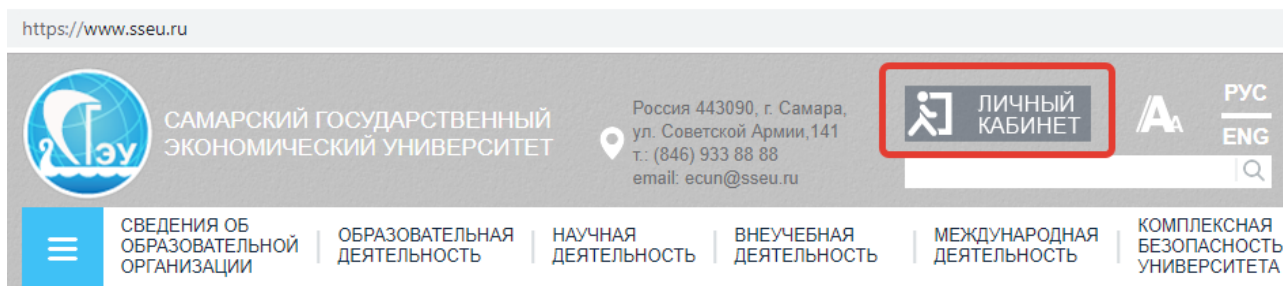 https://www.sseu.ru
СГЭУ
САМАРСКИЙ ГОСУДАРСТВЕННЫЙ
ЭКОНОМИЧЕСКИЙ УНИВЕРСИТЕТ
Россия 443090, г. Самара,
ул. Советской Армии,141
т.: (846) 933 88 88
email: ecun@sseu.ru
ЛИЧНЫЙ
КАБИНЕТ
AA
РУС
ENG
СВЕДЕНИЯ ОБ
ОБРАЗОВАТЕЛЬНОЙ
ОРГАНИЗАЦИИ
ОБРАЗОВАТЕЛЬНАЯ
ДЕЯТЕЛЬНОСТЬ
НАУЧНАЯ
ДЕЯТЕЛЬНОСТЬ
ВНЕУЧЕБНАЯ
ДЕЯТЕЛЬНОСТЬ
МЕЖДУНАРОДНАЯ
ДЕЯТЕЛЬНОСТЬ
КОМПЛЕКСНАЯ
БЕЗОПАСНОСТЬ
УНИВЕРСИТЕТА